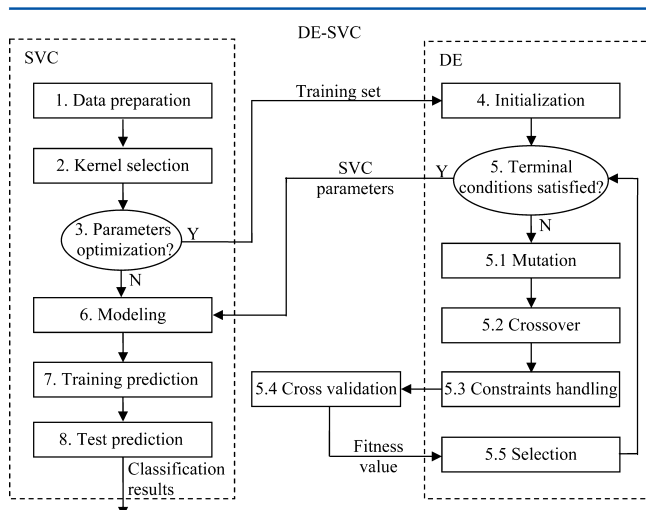 DE-SVC
SVC
1. Data preparation
2. Kernel selection
3. Parameters
optimization?
Y
N
6. Modeling
7. Training prediction
8. Test prediction
Classification
results
Training set
SVC
parameters
DE
4. Initialization
5. Terminal
conditions satisfied?
Y
N
5.1 Mutation
5.2 Crossover
5.3 Constraints handling
5.4 Cross validation
Fitness
value
5.5 Selection